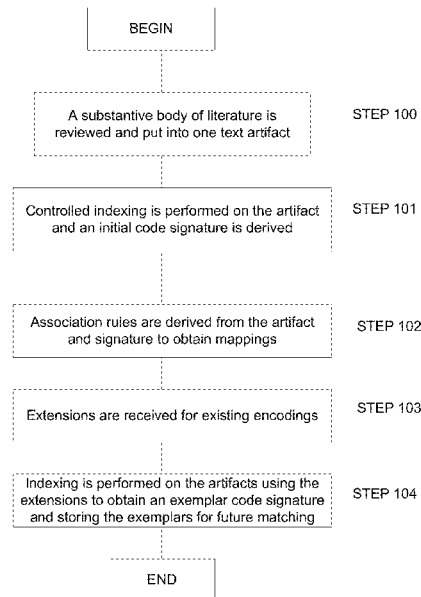 BEGIN
A substantive body of literature is
reviewed and put into one text artifact
STEP 100
Controlled indexing is performed on the artifact
and an initial code signature is derived
STEP 101
Association rules are derived from the artifact
and signature to obtain mappings
STEP 102
Extensions are received for existing encodings
STEP 103
Indexing is performed on the artifacts using the
extensions to obtain an exemplar code signature
and storing the exemplars for future matching
STEP 104
END